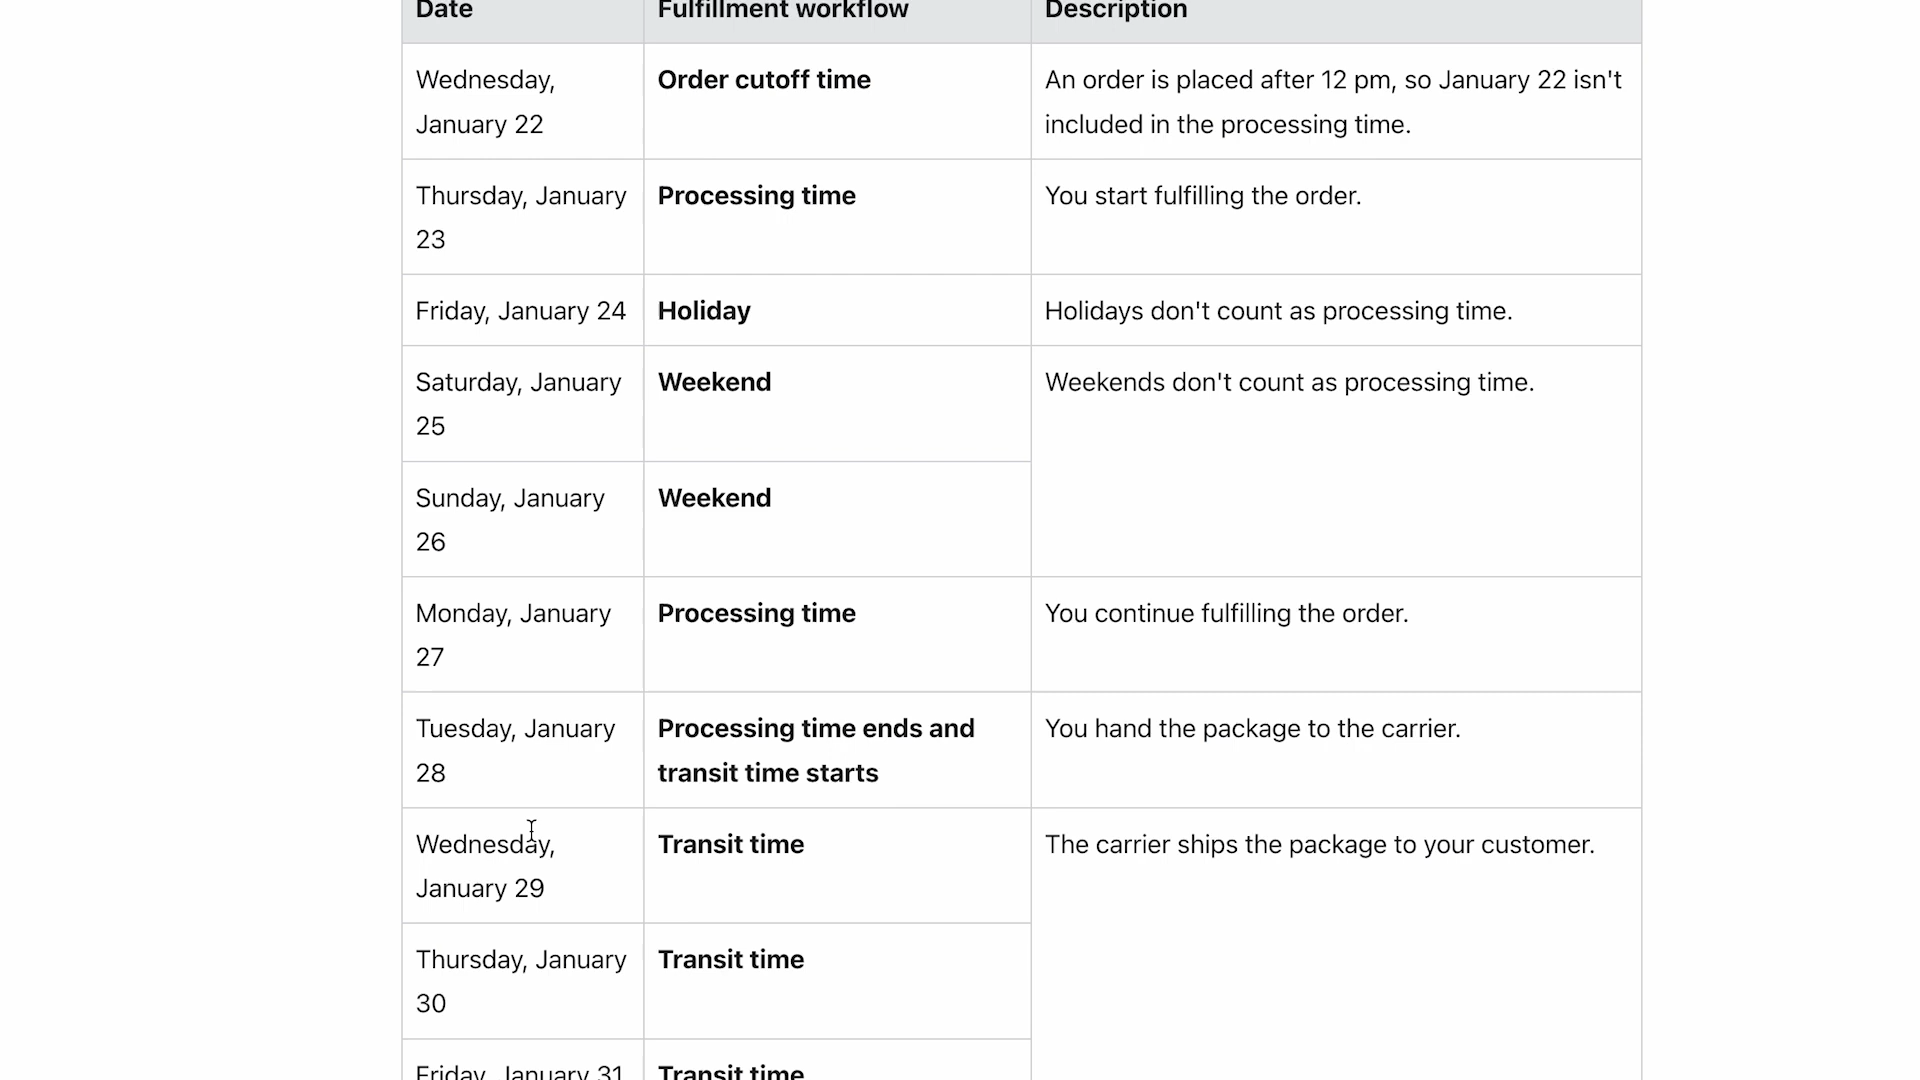 Date Fulfillment workflow Description
Wednesday, Order cutoff time An order is placed after 12 pm, so January 22 isn't
January 22 included in the processing time.
Thursday, January Processing time You start fulfilling the order.
23
Friday, January 24 Holiday Holidays don't count as processing time.
Saturday, January Weekend Weekends don't count as processing time.
25
Sunday, January Weekend
26
Monday, January Processing time You continue fulfilling the order.
27
Tuesday, January Processing time ends and You hand the package to the carrier.
28 transit time starts
Wednesday, Transit time The carrier ships the package to your customer.
January 29
Thursday, January Transit time
30
Friday, January 31 Transit time